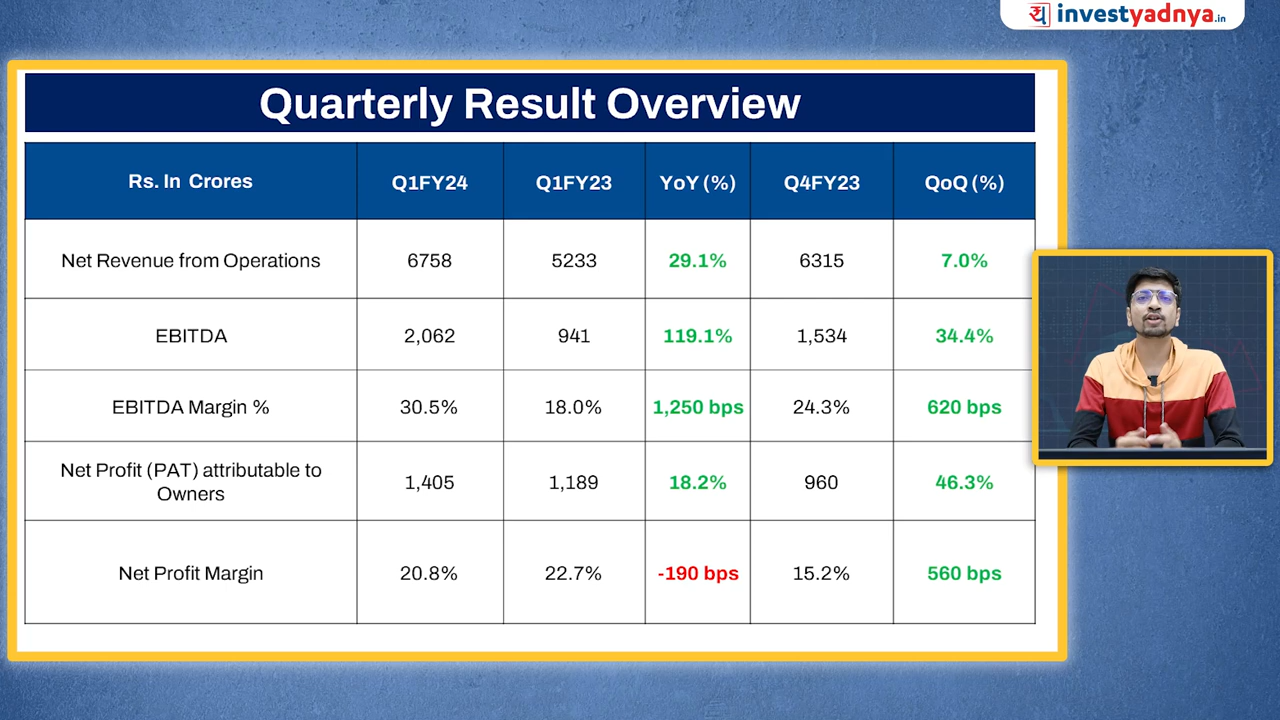 य investyadnya.in
Quarterly Result Overview
Rs. In Crores Q1FY24 Q1FY23 YoY (%) Q4FY23 QoQ (%)
Net Revenue from Operations 6758 5233 29.1% 6315 7.0%
EBITDA 2,062 941 119.1% 1,534 34.4%
EBITDA Margin % 30.5% 18.0% 1,250 bps 24.3% 620 bps
Net Profit (PAT) attributable to
Owners 1,405 1,189 18.2% 960 46.3%
Net Profit Margin 20.8% 22.7% -190 bps 15.2% 560 bps